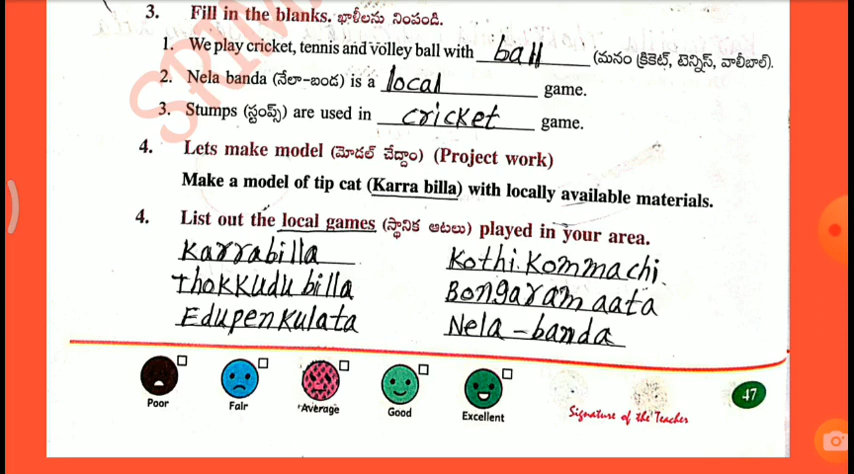 3. Fill in the blanks. ఖాళీలను నింపండి.
1. We play cricket, tennis and volley ball with ball (మనం క్రికెట్, టెన్నిస్, వాలీబాల్).
2. Nela banda (నేలా-బండ) is a local game.
3. Stumps (స్టంప్స్) are used in cricket game.
4. Lets make model (మోడల్ చేద్దాం) (Project work)
Make a model of tip cat (Karra billa) with locally available materials.
4. List out the local games (స్థానిక ఆటలు) played in your area.
Karrabilla Kothi Kommachi.
Thokkudu billa Bongaram aata
Edupenkulata Nela-banda
Poor Fair Average Good Excellent
Signature of the Teacher
47